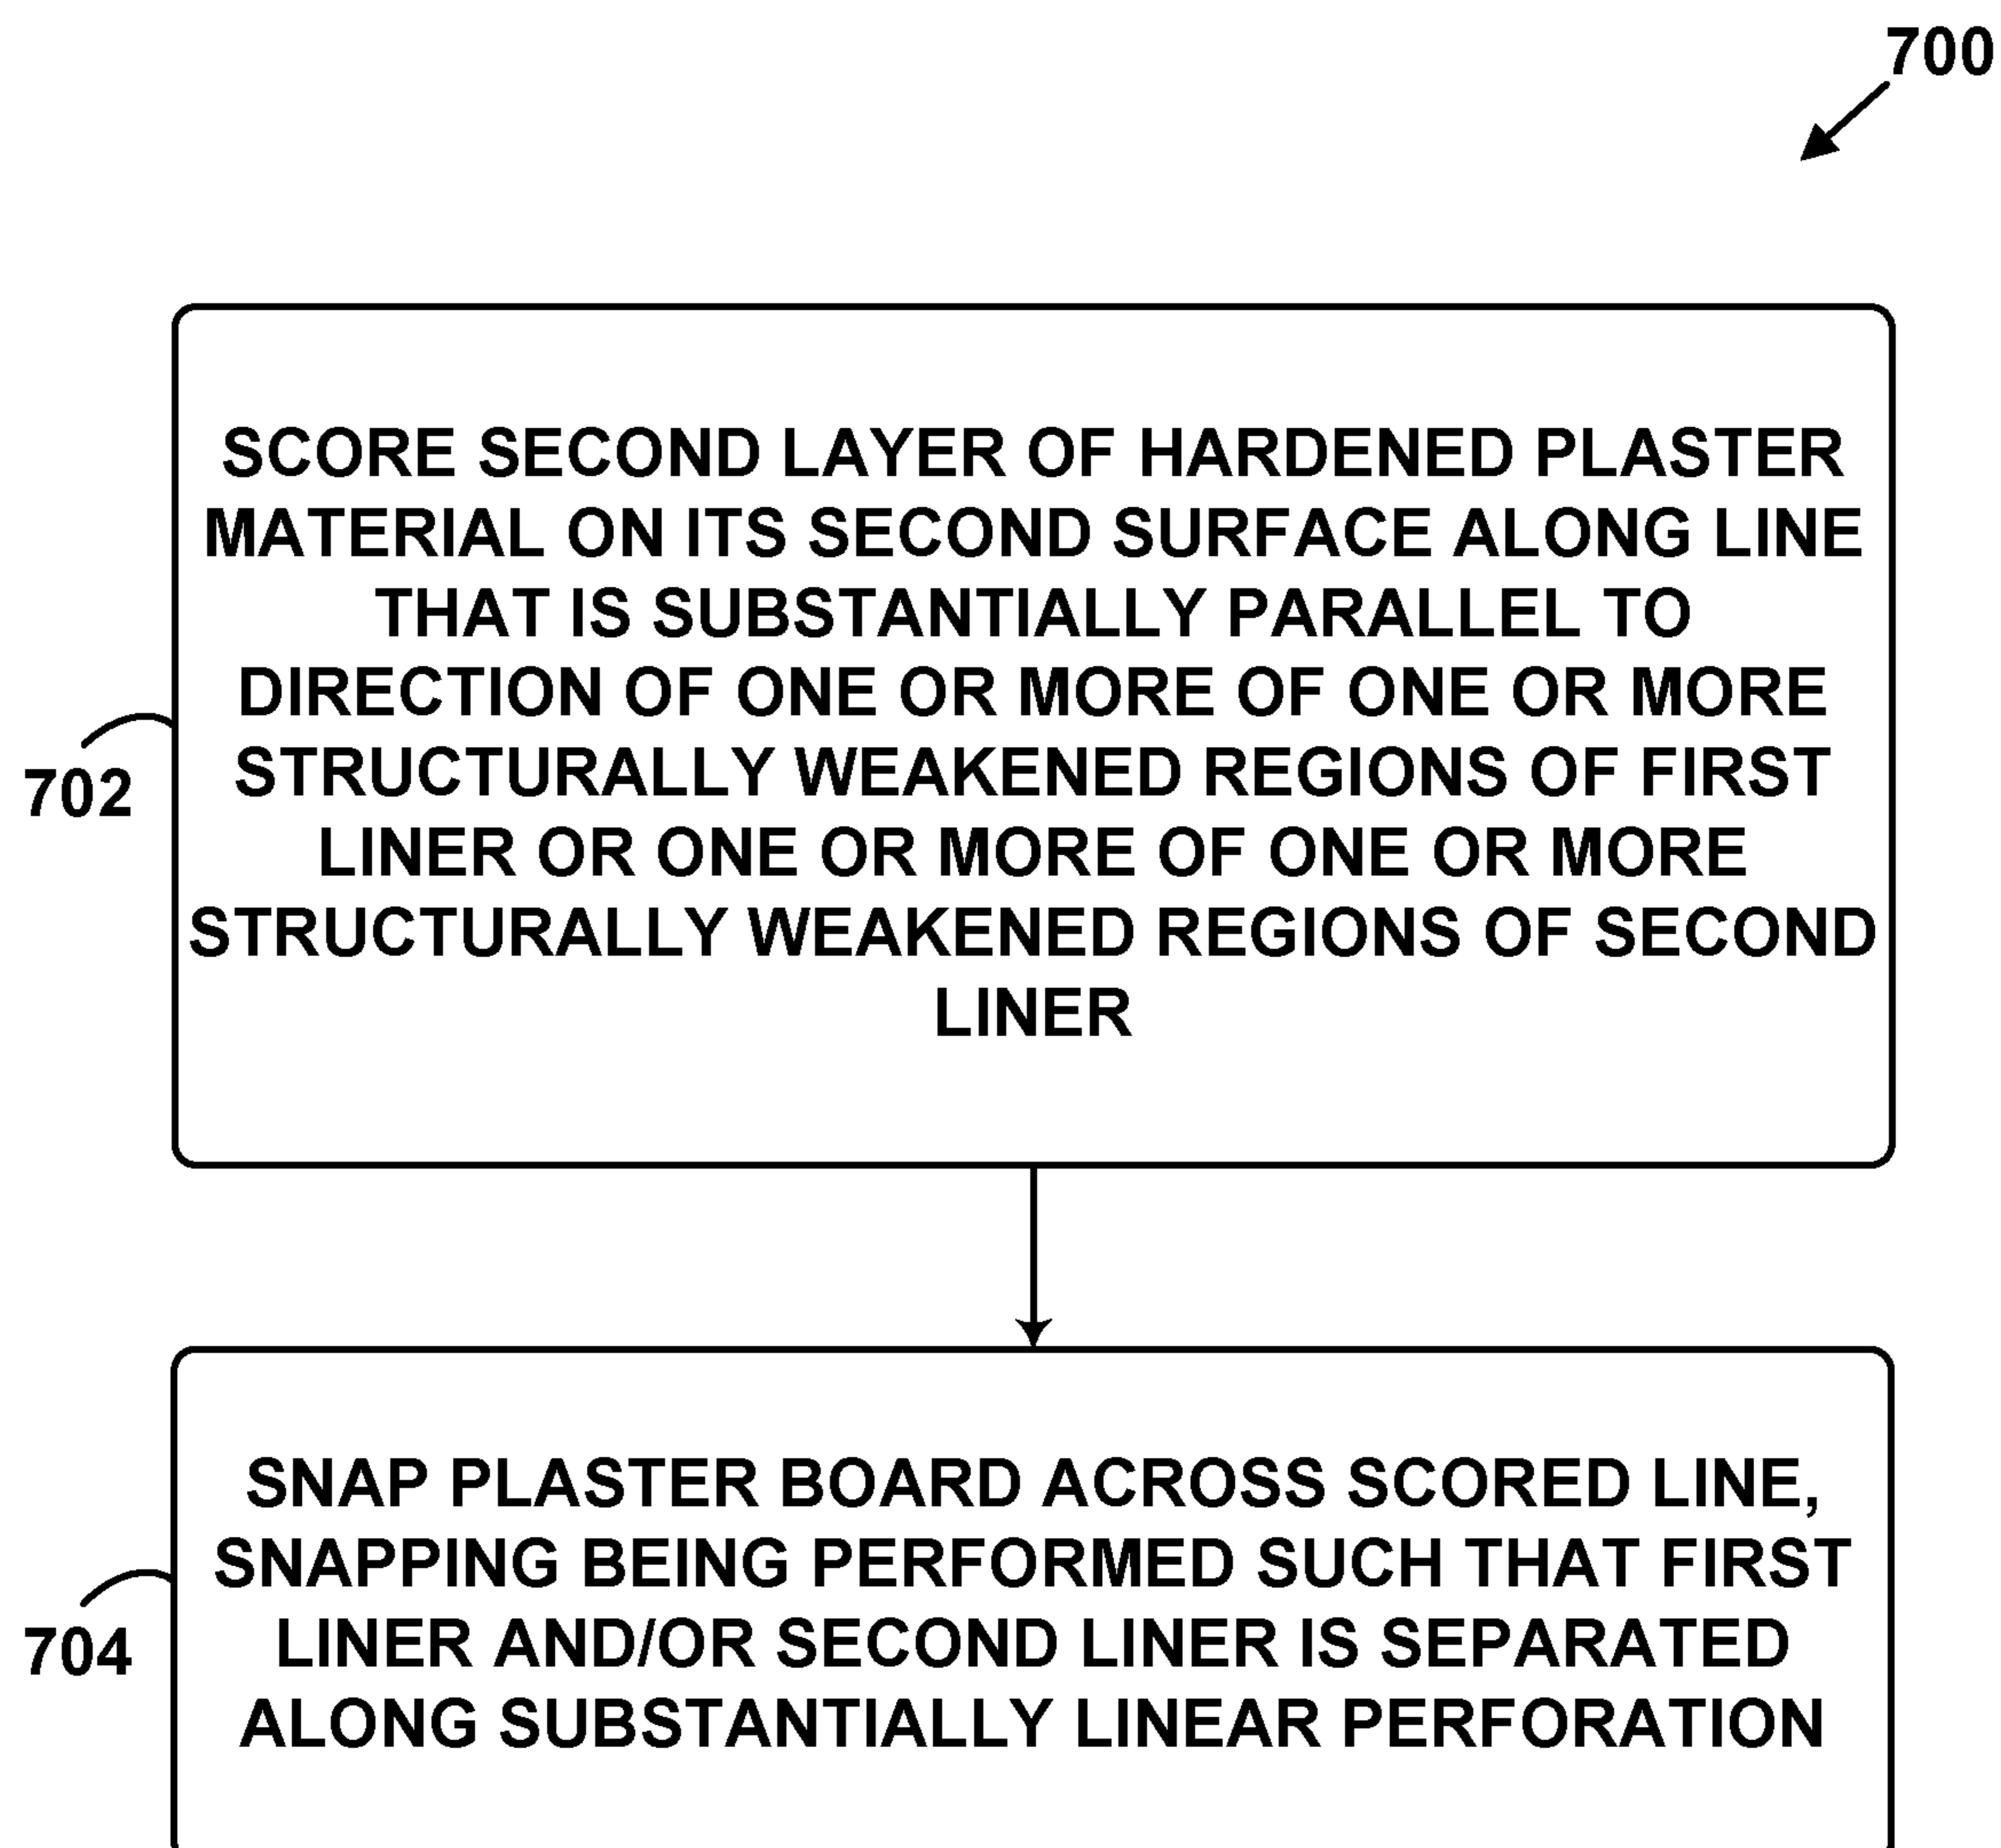 700
SCORE SECOND LAYER OF HARDENED PLASTER
MATERIAL ON ITS SECOND SURFACE ALONG LINE
THAT IS SUBSTANTIALLY PARALLEL TO
DIRECTION OF ONE OR MORE OF ONE OR MORE
STRUCTURALLY WEAKENED REGIONS OF FIRST
LINER OR ONE OR MORE OF ONE OR MORE
STRUCTURALLY WEAKENED REGIONS OF SECOND
LINER
702
SNAP PLASTER BOARD ACROSS SCORED LINE,
SNAPPING BEING PERFORMED SUCH THAT FIRST
LINER AND/OR SECOND LINER IS SEPARATED
ALONG SUBSTANTIALLY LINEAR PERFORATION
704